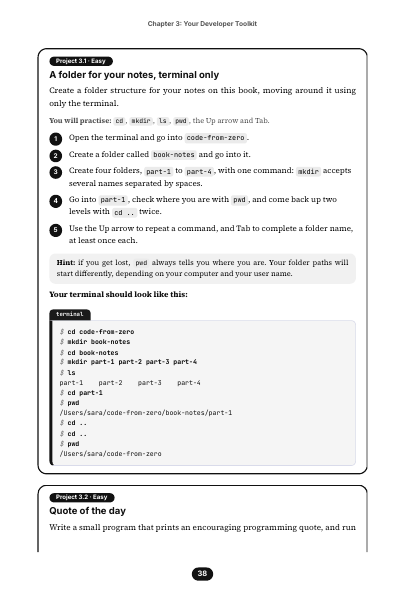 Chapter 3: Your Developer Toolkit
Project 3.1 · Easy
A folder for your notes, terminal only
Create a folder structure for your notes on this book, moving around it using
only the terminal.
You will practise: cd, mkdir, ls, pwd, the Up arrow and Tab.
1 Open the terminal and go into code-from-zero.
2 Create a folder called book-notes and go into it.
3 Create four folders, part-1 to part-4, with one command: mkdir accepts
several names separated by spaces.
4 Go into part-1, check where you are with pwd, and come back up two
levels with cd .. twice.
5 Use the Up arrow to repeat a command, and Tab to complete a folder name,
at least once each.
Hint: if you get lost, pwd always tells you where you are. Your folder paths will
start differently, depending on your computer and your user name.
Your terminal should look like this:
terminal
$ cd code-from-zero
$ mkdir book-notes
$ cd book-notes
$ mkdir part-1 part-2 part-3 part-4
$ ls
part-1    part-2    part-3    part-4
$ cd part-1
$ pwd
/Users/sara/code-from-zero/book-notes/part-1
$ cd ..
$ cd ..
$ pwd
/Users/sara/code-from-zero
Project 3.2 · Easy
Quote of the day
Write a small program that prints an encouraging programming quote, and run
38